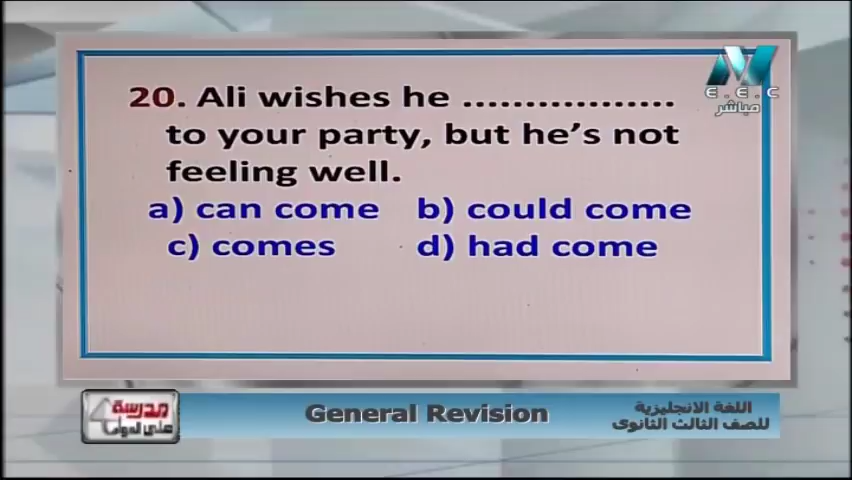 20. Ali wishes he .................
to your party, but he's not
feeling well.
a) can come b) could come
c) comes d) had come
E.E.C
مباشر
مدرسة
على الهواء
General Revision
اللغة الانجليزية
للصف الثالث الثانوى